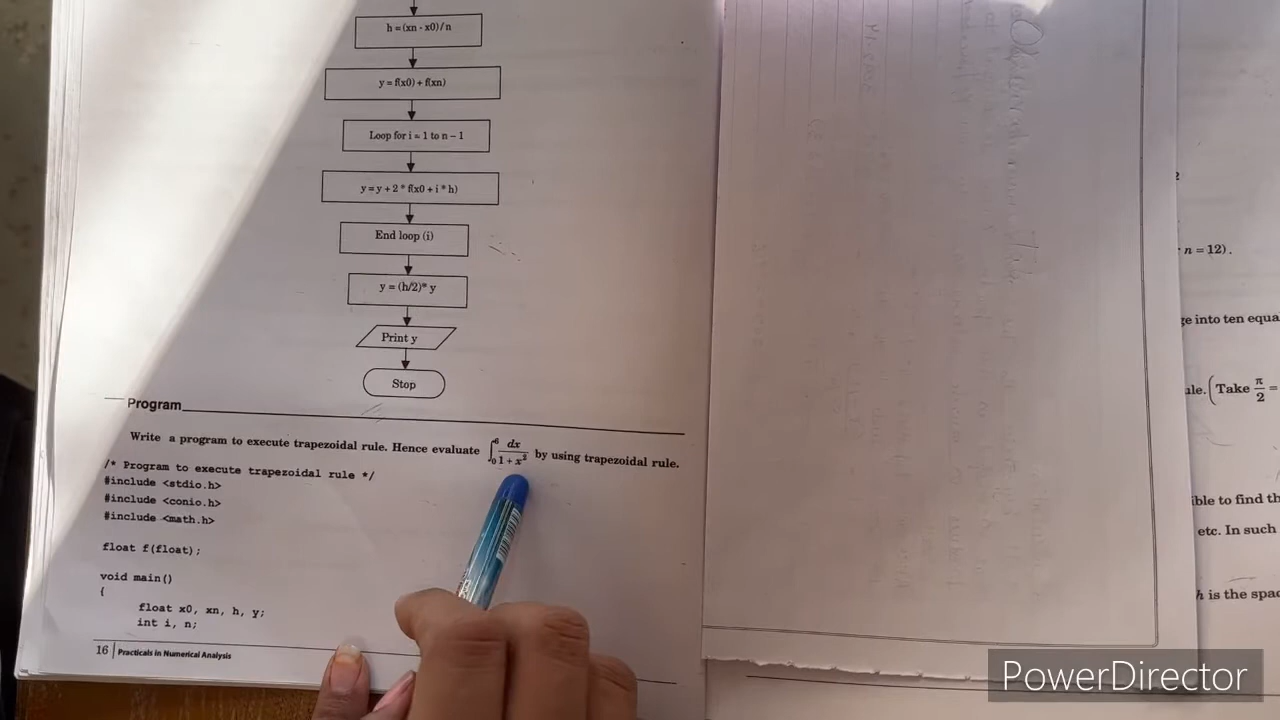 h = (xn - x0) / n
y = f(x0) + f(xn)
Loop for i = 1 to n – 1
y = y + 2 * f(x0 + i * h)
End loop (i)
y = (h/2)* y
Print y
Stop
Program
Write a program to execute trapezoidal rule. Hence evaluate ∫₀⁶ dx/(1 + x²) by using trapezoidal rule.
/* Program to execute trapezoidal rule */
#include <stdio.h>
#include <conio.h>
#include <math.h>
float f(float);
void main()
{
float x0, xn, h, y;
int i, n;
16 | Practicals in Numerical Analysis
n = 12).
ge into ten equa
ule. (Take π/2 =
ible to find th
etc. In such
h is the spac
PowerDirector